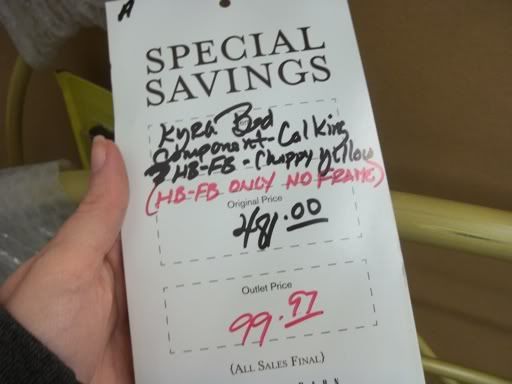 A
SPECIAL
SAVINGS
Kyra Bed
Component - Cal King
HB-FB - Chappy yellow
(HB-FB ONLY NO FRAME)
Original Price
481.00
Outlet Price
99.97
(ALL SALES FINAL)